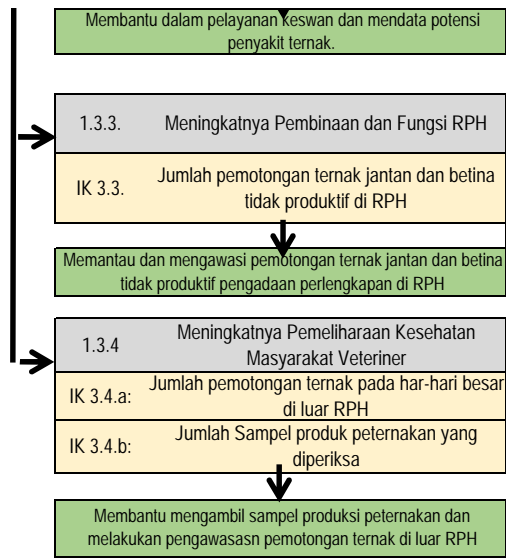 Membantu dalam pelayanan keswan dan mendata potensi
penyakit ternak.
1.3.3. Meningkatnya Pembinaan dan Fungsi RPH
IK 3.3. Jumlah pemotongan ternak jantan dan betina
tidak produktif di RPH
Memantau dan mengawasi pemotongan ternak jantan dan betina
tidak produktif pengadaan perlengkapan di RPH
1.3.4 Meningkatnya Pemeliharaan Kesehatan
Masyarakat Veteriner
IK 3.4.a: Jumlah pemotongan ternak pada har-hari besar
di luar RPH
IK 3.4.b: Jumlah Sampel produk peternakan yang
diperiksa
Membantu mengambil sampel produksi peternakan dan
melakukan pengawasasn pemotongan ternak di luar RPH